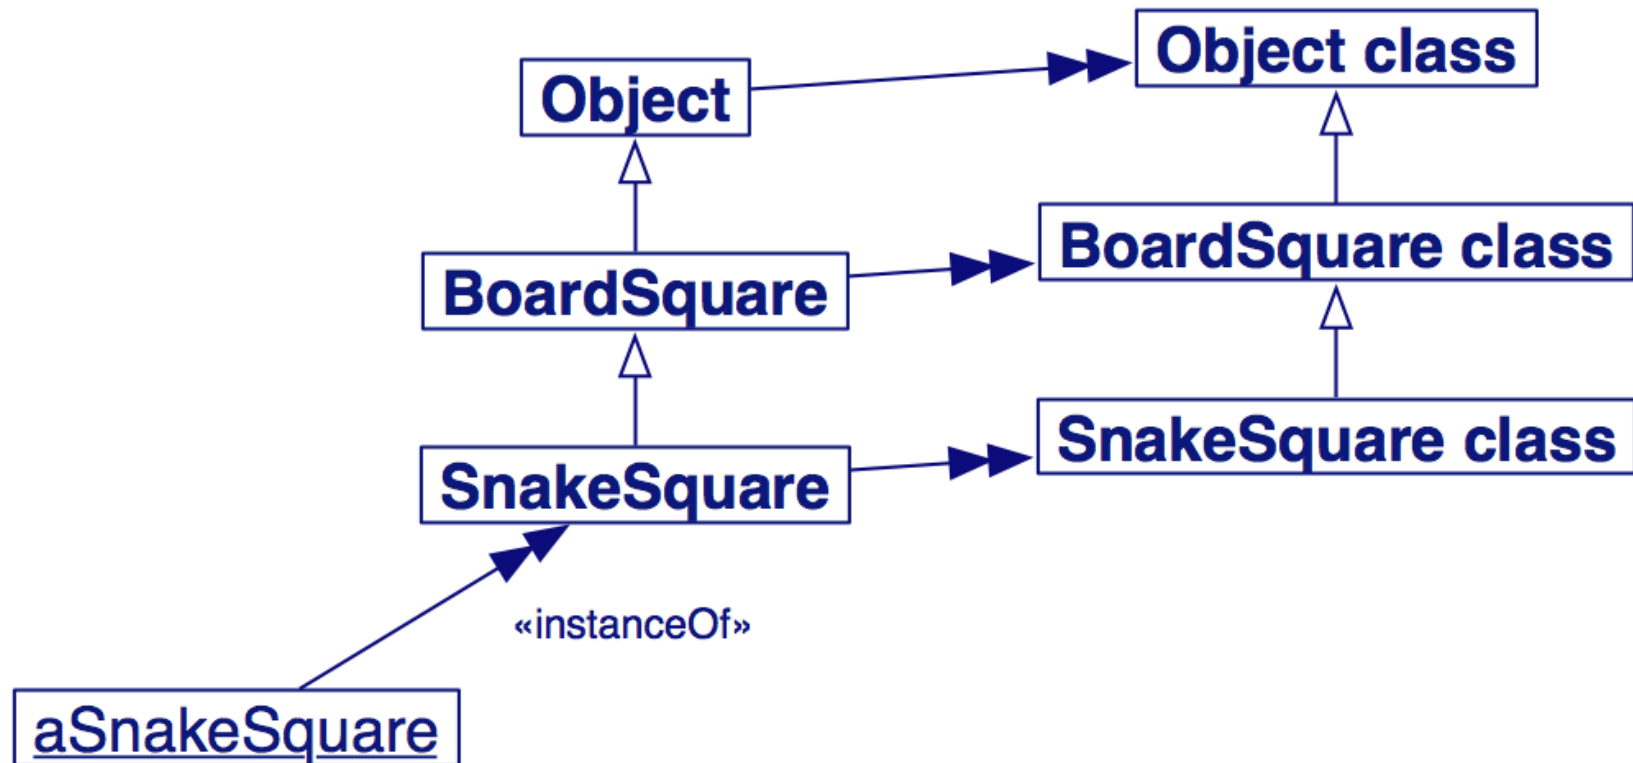 Object class
Object
BoardSquare class
BoardSquare
SnakeSquare class
SnakeSquare
«instanceOf»
aSnakeSquare